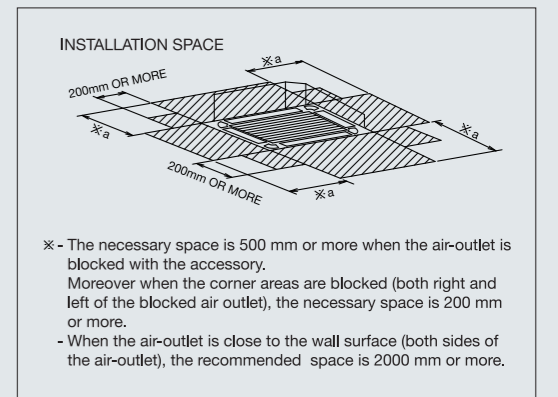 INSTALLATION SPACE
※a
200mm OR MORE
※a
※a
200mm OR MORE
※a
※ - The necessary space is 500 mm or more when the air-outlet is
blocked with the accessory.
Moreover when the corner areas are blocked (both right and
left of the blocked air outlet), the necessary space is 200 mm
or more.
- When the air-outlet is close to the wall surface (both sides of
the air-outlet), the recommended space is 2000 mm or more.